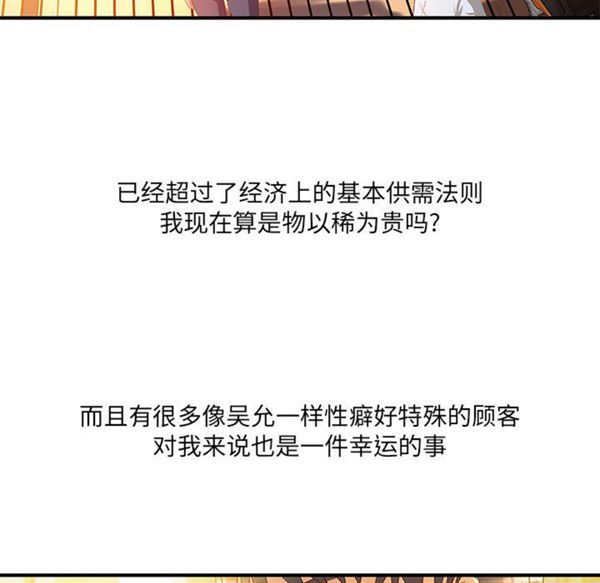 已经超过了经济上的基本供需法则
我现在算是物以稀为贵吗?
而且有很多像吴允一样性癖好特殊的顾客
对我来说也是一件幸运的事